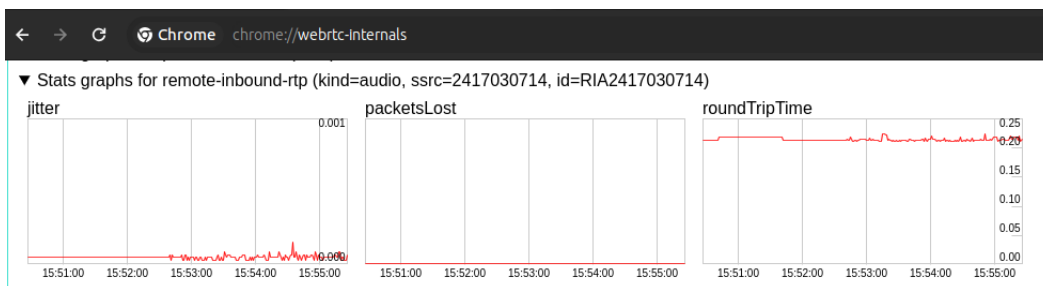 Chrome chrome://webrtc-internals
▼ Stats graphs for remote-inbound-rtp (kind=audio, ssrc=2417030714, id=RIA2417030714)
jitter
0.001
0.000
15:51:00 15:52:00 15:53:00 15:54:00 15:55:00
packetsLost
15:51:00 15:52:00 15:53:00 15:54:00 15:55:00
roundTripTime
0.25
0.20
0.15
0.10
0.05
0.00
15:51:00 15:52:00 15:53:00 15:54:00 15:55:00